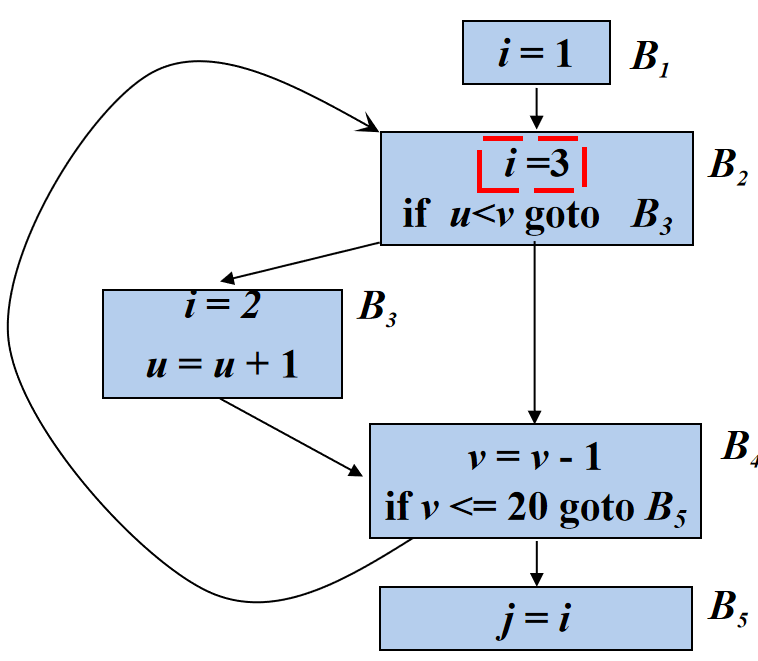 i = 1
B1
i =3
if u<v goto B3
B2
i = 2
u = u + 1
B3
v = v - 1
if v <= 20 goto B5
B4
j = i
B5